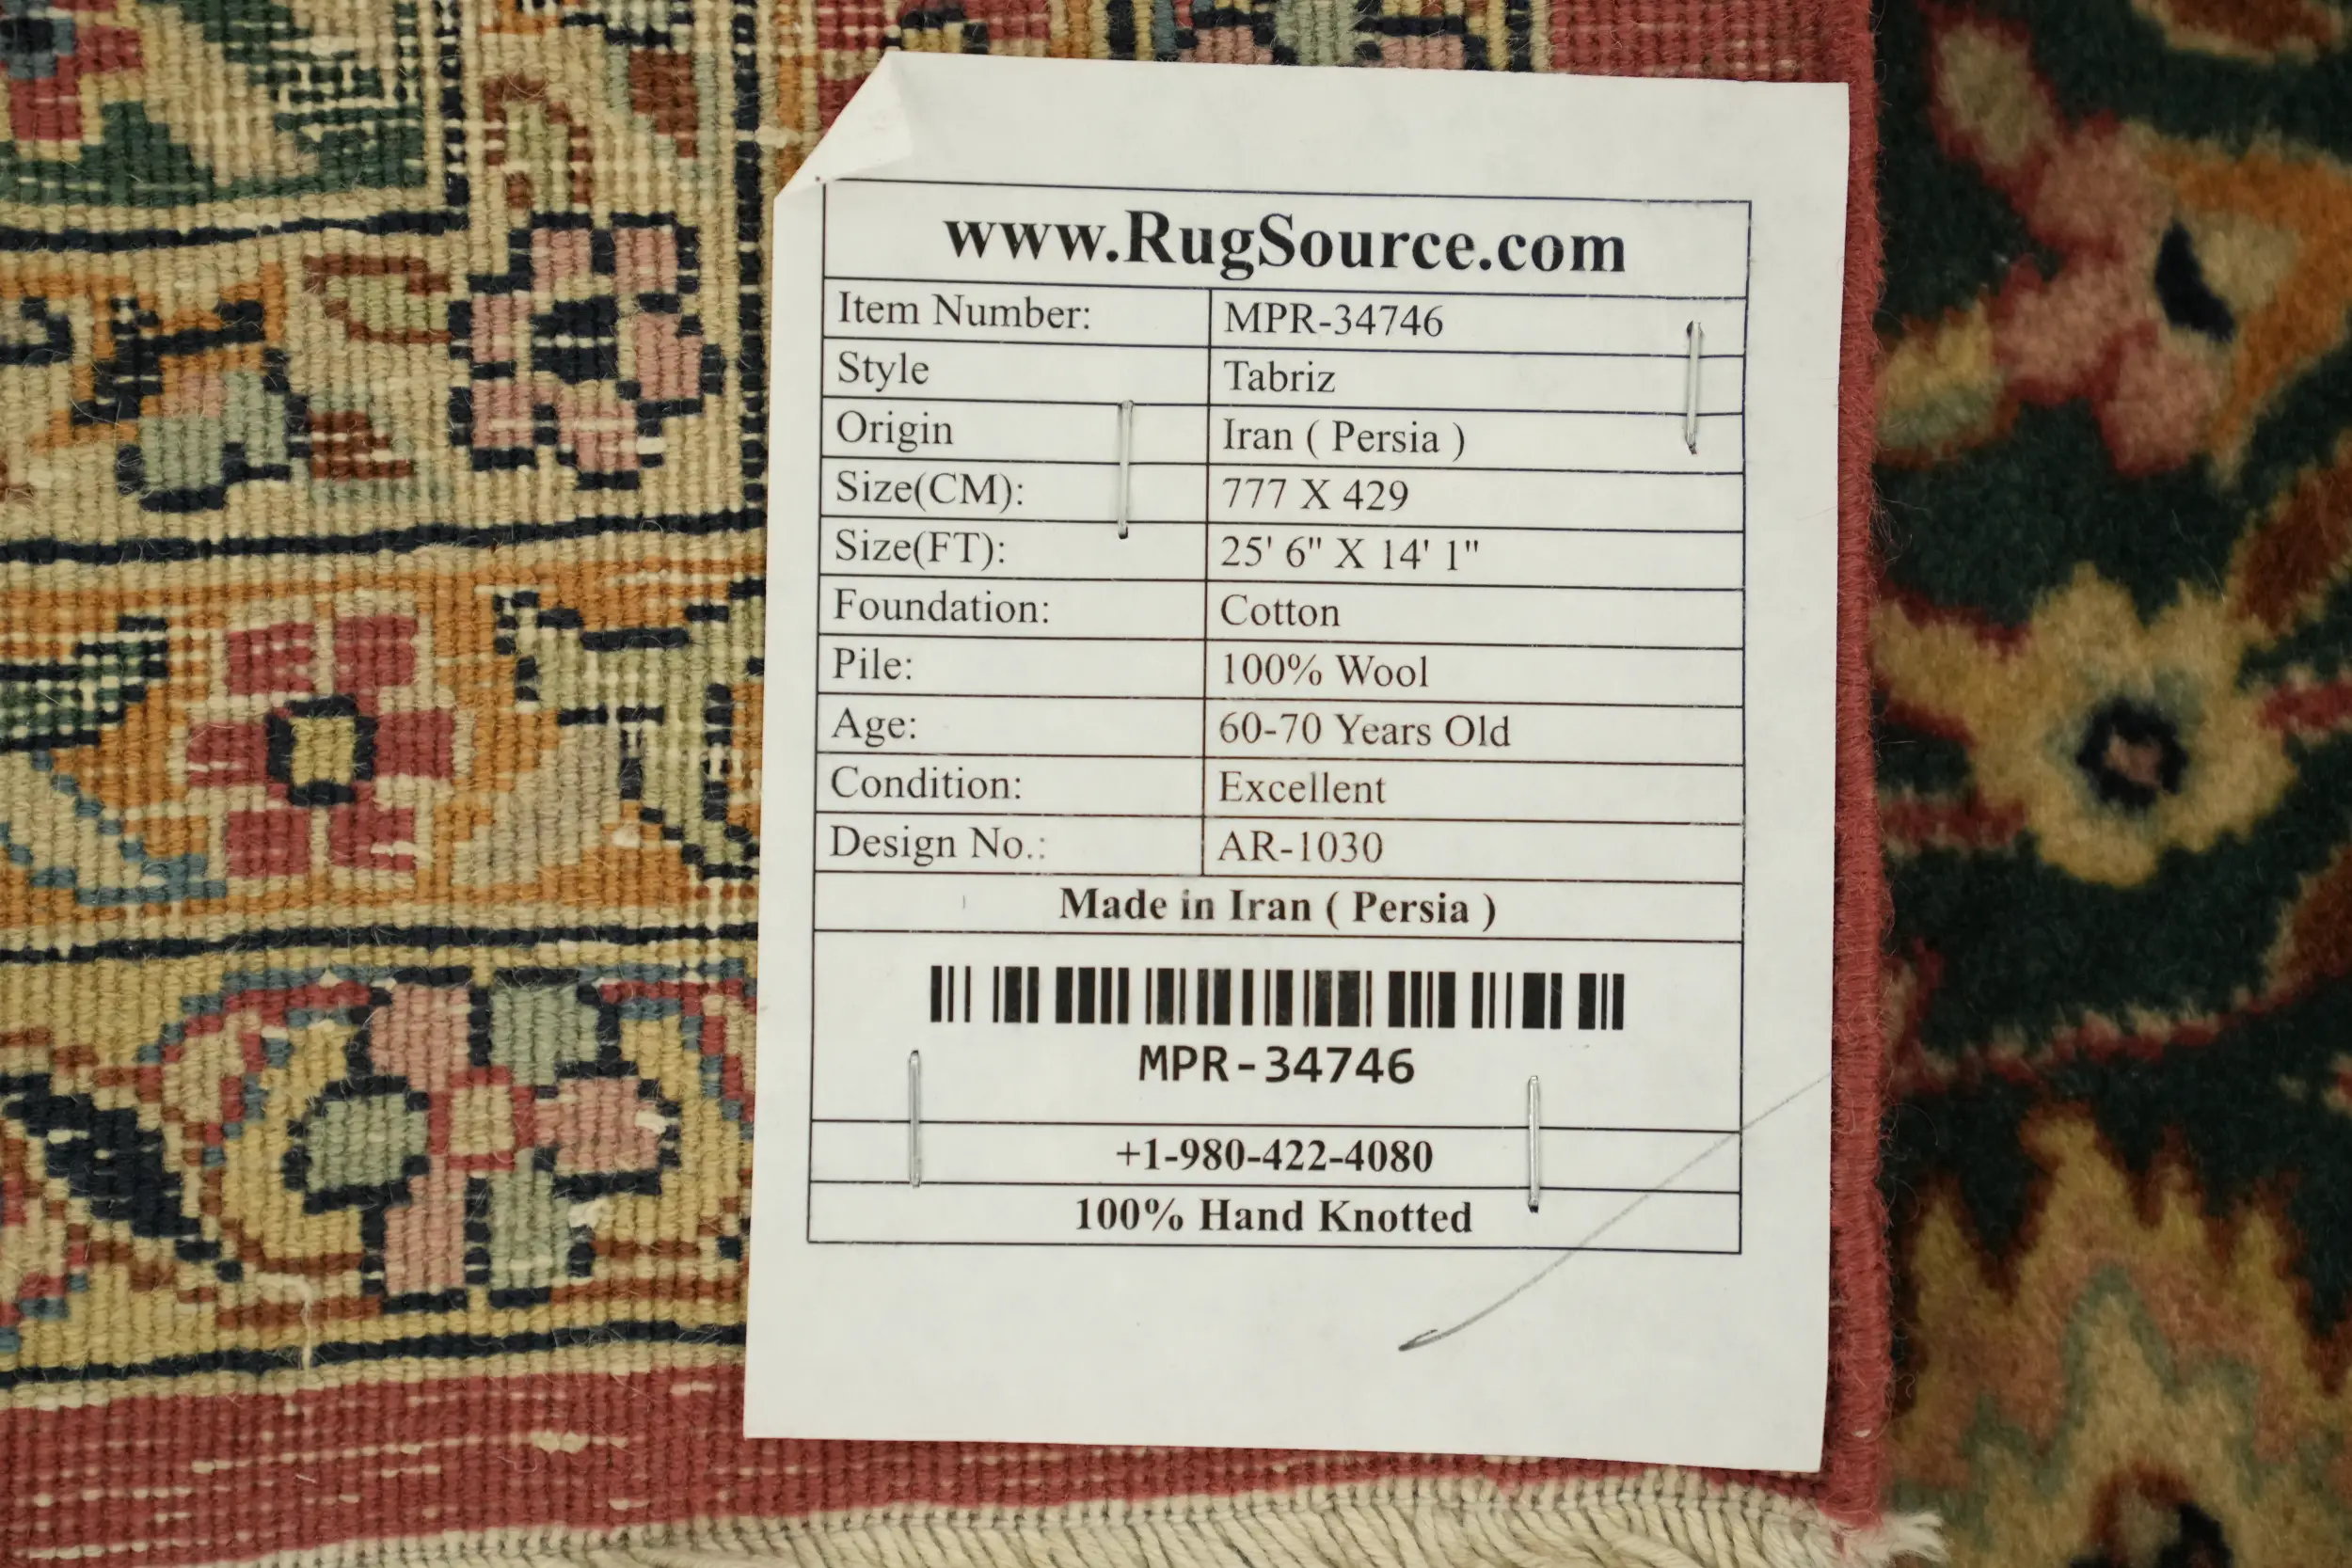 www.RugSource.com
Item Number: MPR-34746
Style Tabriz
Origin Iran ( Persia )
Size(CM): 777 X 429
Size(FT): 25' 6" X 14' 1"
Foundation: Cotton
Pile: 100% Wool
Age: 60-70 Years Old
Condition: Excellent
Design No.: AR-1030
Made in Iran ( Persia )
MPR-34746
+1-980-422-4080
100% Hand Knotted